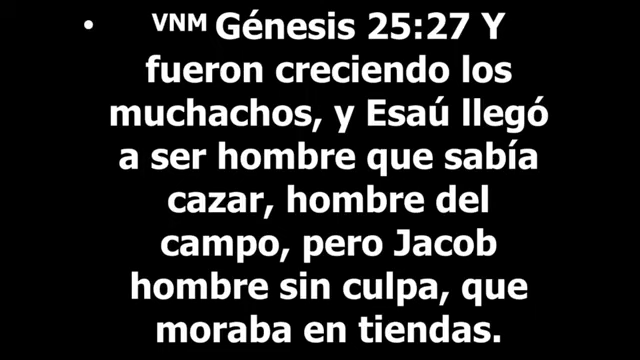 • VNM Génesis 25:27 Y
fueron creciendo los
muchachos, y Esaú llegó
a ser hombre que sabía
cazar, hombre del
campo, pero Jacob
hombre sin culpa, que
moraba en tiendas.